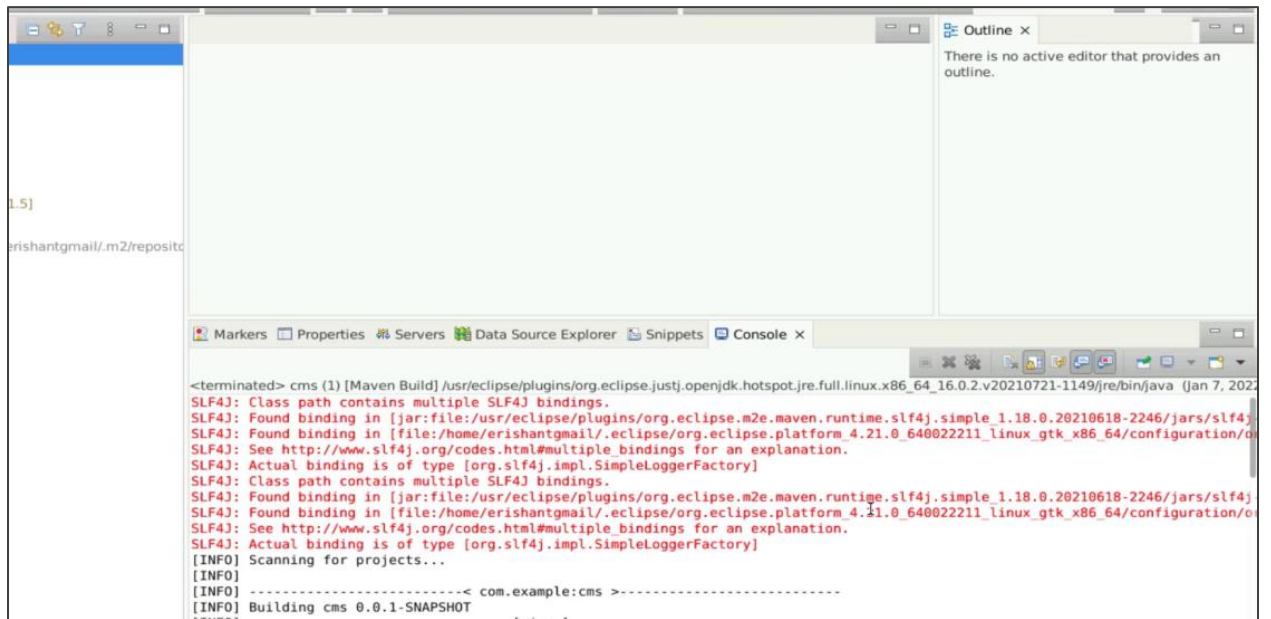 Outline ×
There is no active editor that provides an
outline.
1.5]
erishantgmail/.m2/reposito
Markers Properties Servers Data Source Explorer Snippets Console ×
<terminated> cms (1) [Maven Build] /usr/eclipse/plugins/org.eclipse.justj.openjdk.hotspot.jre.full.linux.x86_64_16.0.2.v20210721-1149/jre/bin/java (Jan 7, 2022
SLF4J: Class path contains multiple SLF4J bindings.
SLF4J: Found binding in [jar:file:/usr/eclipse/plugins/org.eclipse.m2e.maven.runtime.slf4j.simple_1.18.0.20210618-2246/jars/slf4j-
SLF4J: Found binding in [file:/home/erishantgmail/.eclipse/org.eclipse.platform_4.21.0_640022211_linux_gtk_x86_64/configuration/or
SLF4J: See http://www.slf4j.org/codes.html#multiple_bindings for an explanation.
SLF4J: Actual binding is of type [org.slf4j.impl.SimpleLoggerFactory]
SLF4J: Class path contains multiple SLF4J bindings.
SLF4J: Found binding in [jar:file:/usr/eclipse/plugins/org.eclipse.m2e.maven.runtime.slf4j.simple_1.18.0.20210618-2246/jars/slf4j-
SLF4J: Found binding in [file:/home/erishantgmail/.eclipse/org.eclipse.platform_4.21.0_640022211_linux_gtk_x86_64/configuration/or
SLF4J: See http://www.slf4j.org/codes.html#multiple_bindings for an explanation.
SLF4J: Actual binding is of type [org.slf4j.impl.SimpleLoggerFactory]
[INFO] Scanning for projects...
[INFO]
[INFO] --------------------------< com.example:cms >---------------------------
[INFO] Building cms 0.0.1-SNAPSHOT